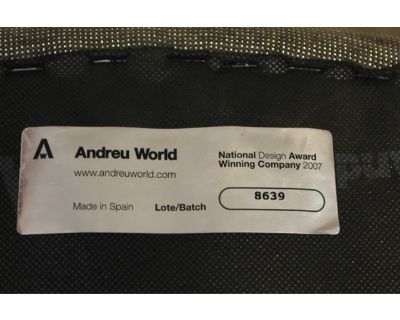 Andreu World
www.andreuworld.com
National Design Award
Winning Company 2007
Made in Spain
Lote/Batch
8639